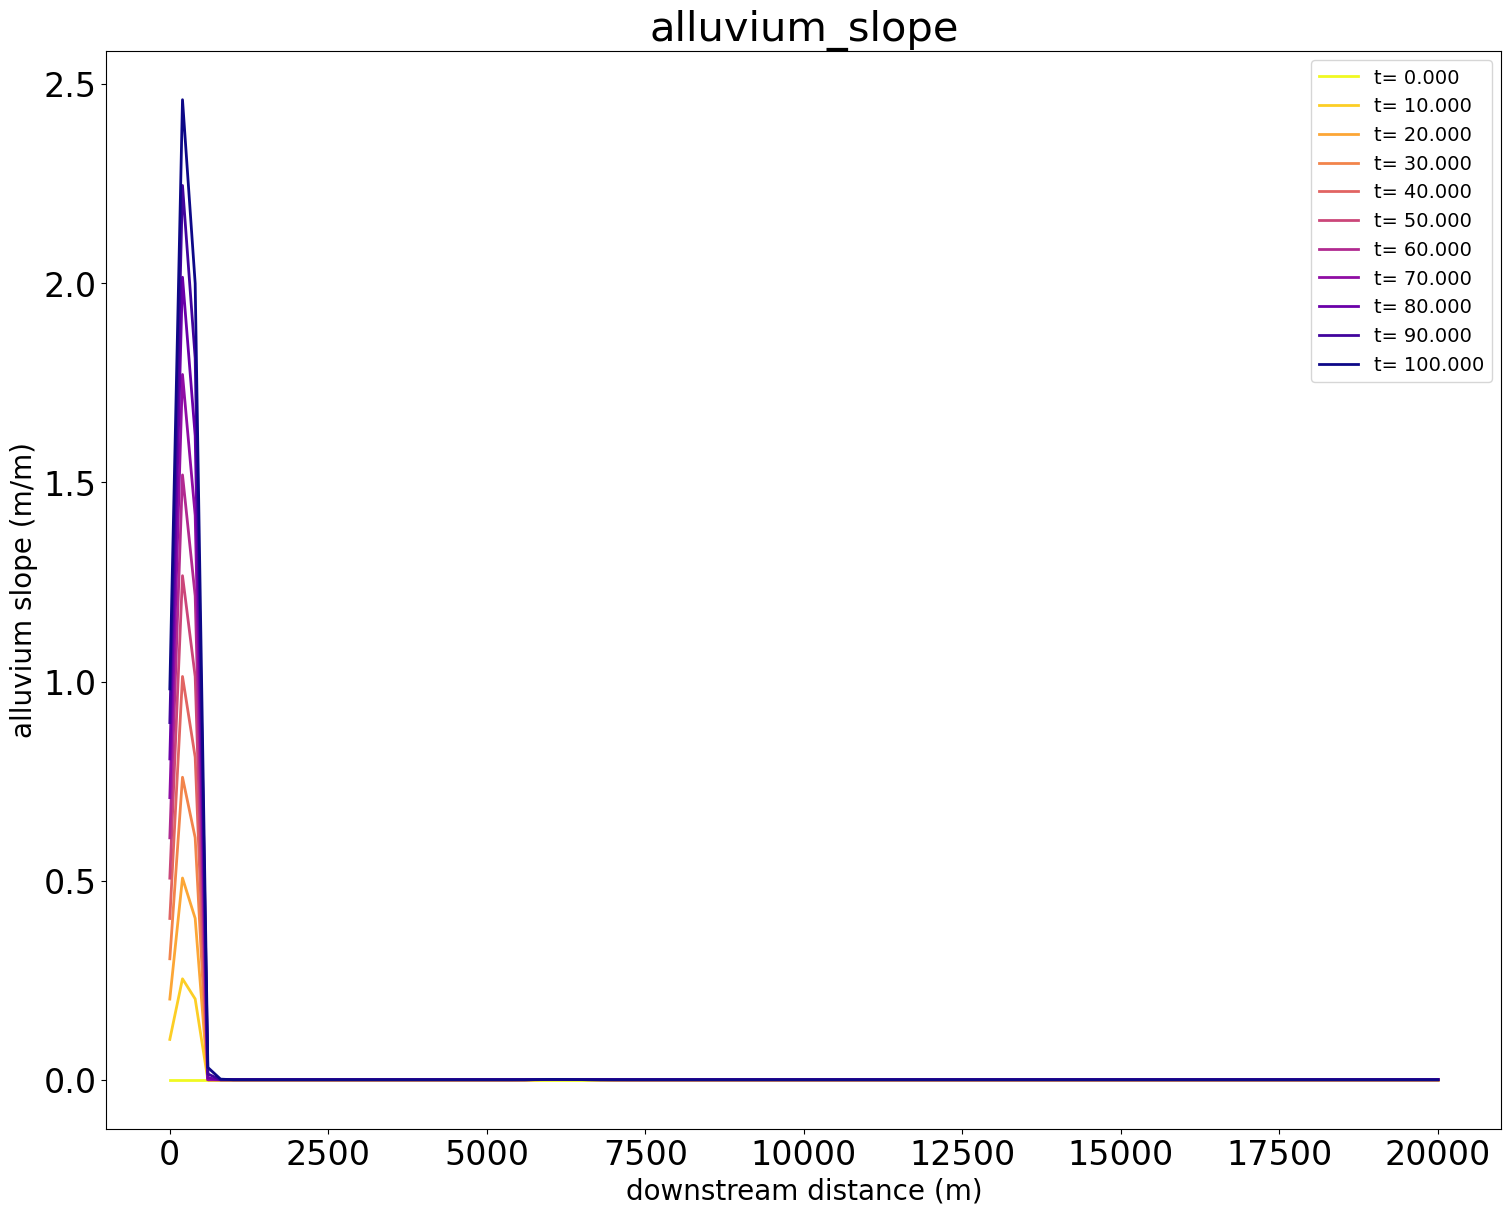 alluvium_slope
t= 0.000
t= 10.000
t= 20.000
t= 30.000
t= 40.000
t= 50.000
t= 60.000
t= 70.000
t= 80.000
t= 90.000
t= 100.000
2.5
2.0
1.5
1.0
0.5
0.0
alluvium slope (m/m)
0 2500 5000 7500 10000 12500 15000 17500 20000
downstream distance (m)